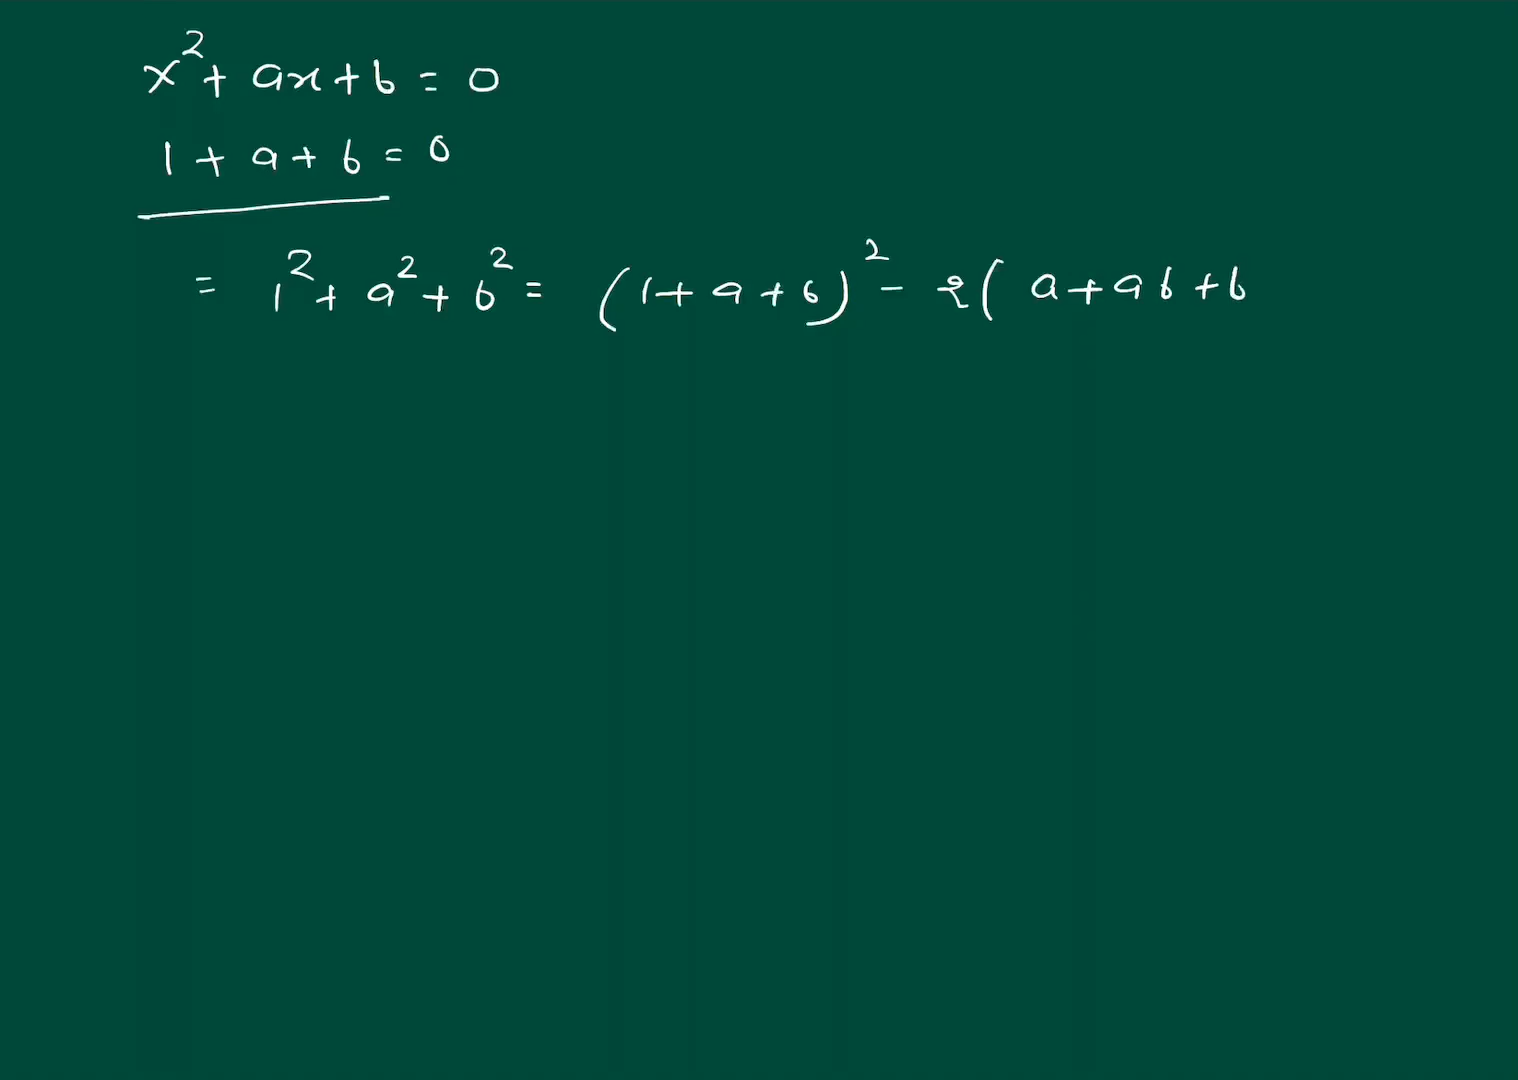 x² + ax + b = 0
1 + a + b = 0
= 1² + a² + b² = (1 + a + b)² - 2( a + ab + b